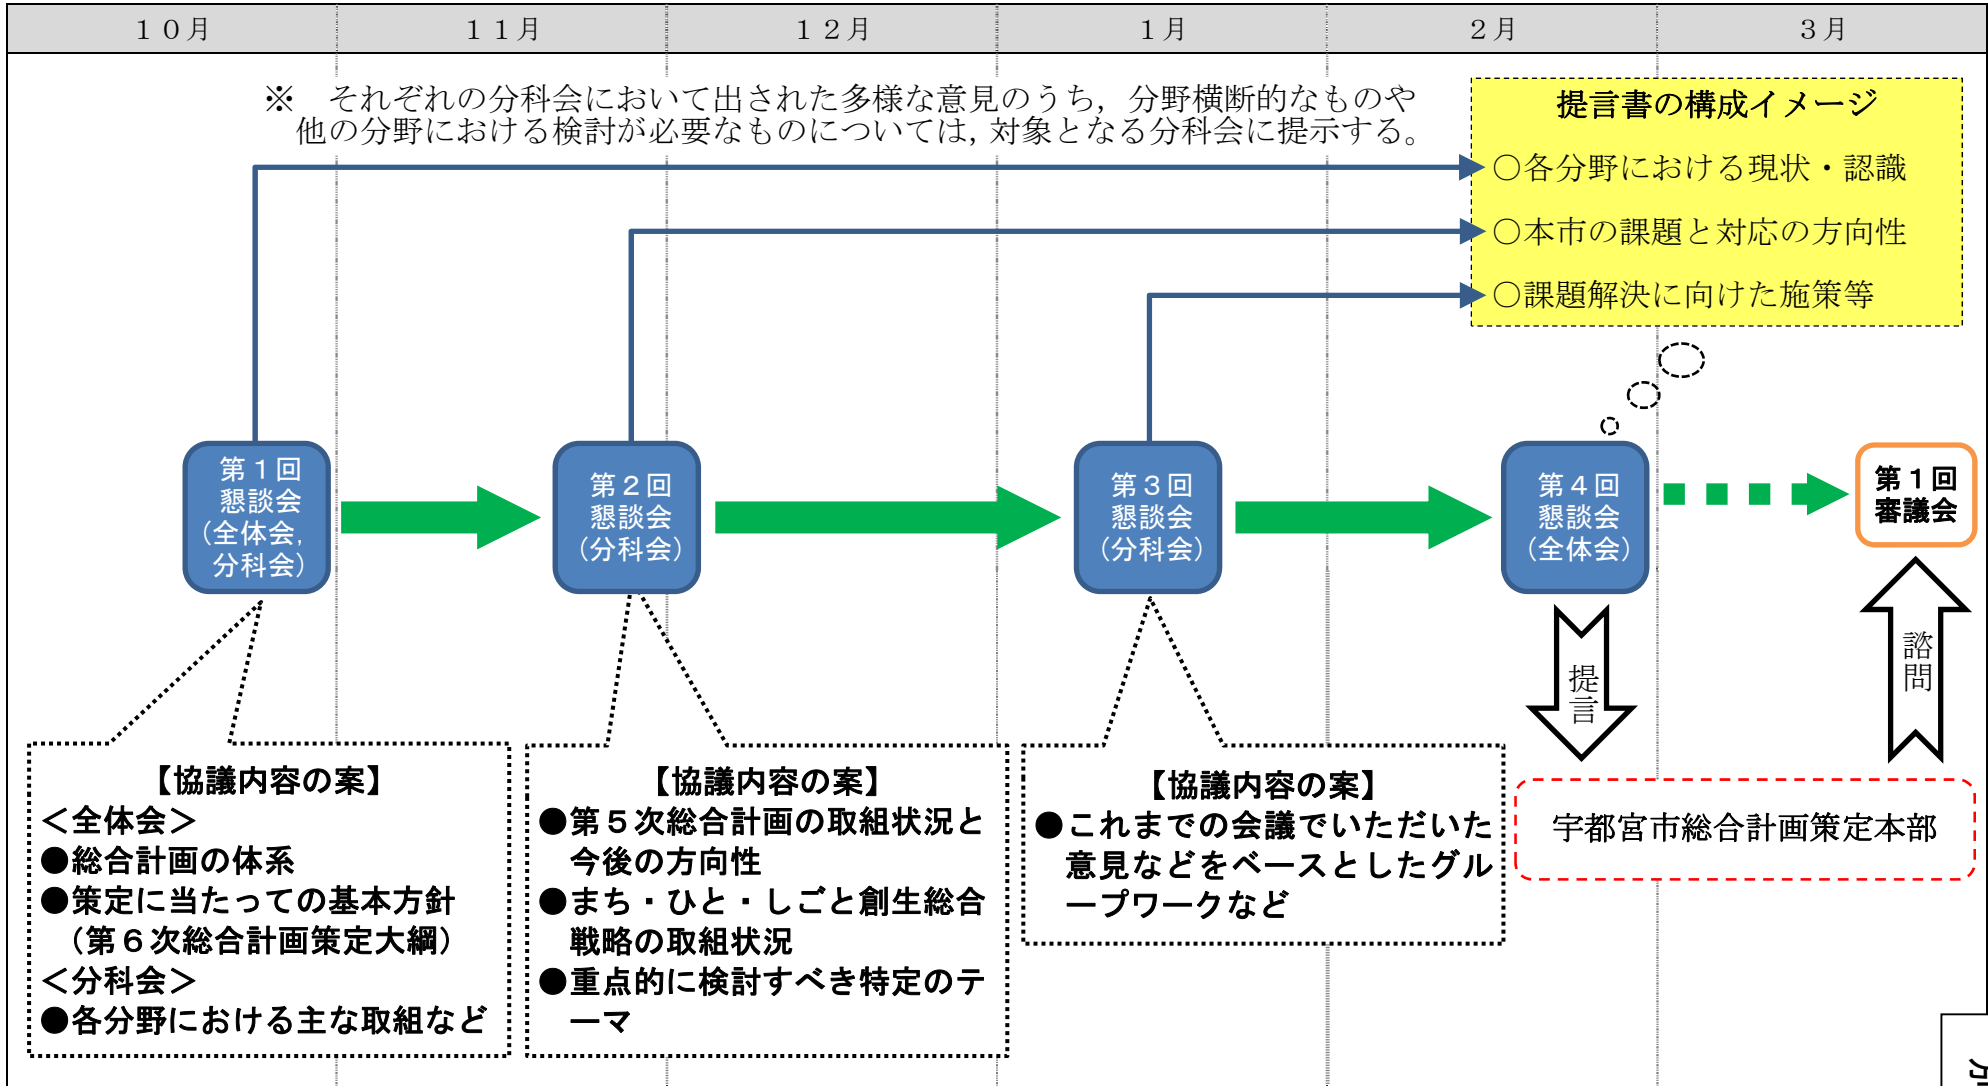 １０月
１１月
１２月
１月
２月
３月
※　それぞれの分科会において出された多様な意見のうち，分野横断的なものや
他の分野における検討が必要なものについては，対象となる分科会に提示する。
提言書の構成イメージ
○各分野における現状・認識
○本市の課題と対応の方向性
○課題解決に向けた施策等
第１回
懇談会
（全体会，
分科会）
第２回
懇談会
（分科会）
第３回
懇談会
（分科会）
第４回
懇談会
（全体会）
第１回
審議会
提言
諮問
【協議内容の案】
＜全体会＞
●総合計画の体系
●策定に当たっての基本方針
（第６次総合計画策定大綱）
＜分科会＞
●各分野における主な取組など
【協議内容の案】
●第５次総合計画の取組状況と
今後の方向性
●まち・ひと・しごと創生総合
戦略の取組状況
●重点的に検討すべき特定のテ
ーマ
【協議内容の案】
●これまでの会議でいただいた
意見などをベースとしたグル
ープワークなど
宇都宮市総合計画策定本部